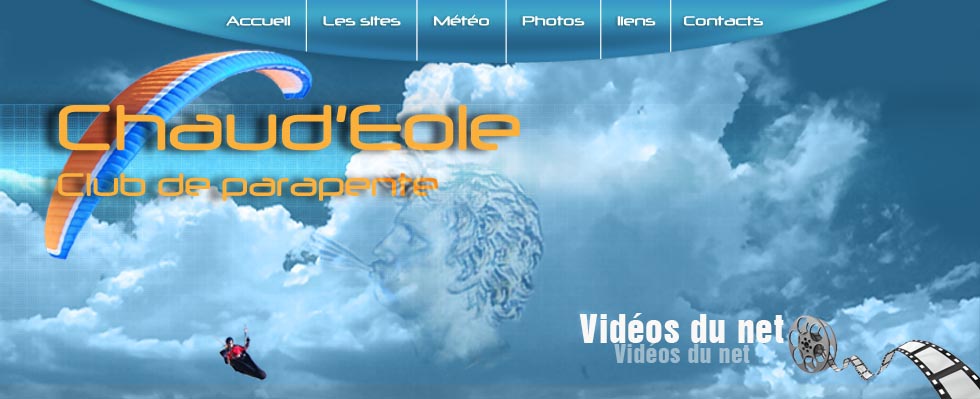 Accueil Les sites Météo Photos liens Contacts
Chaud'Eole
Club de parapente
Vidéos du net
Vidéos du net